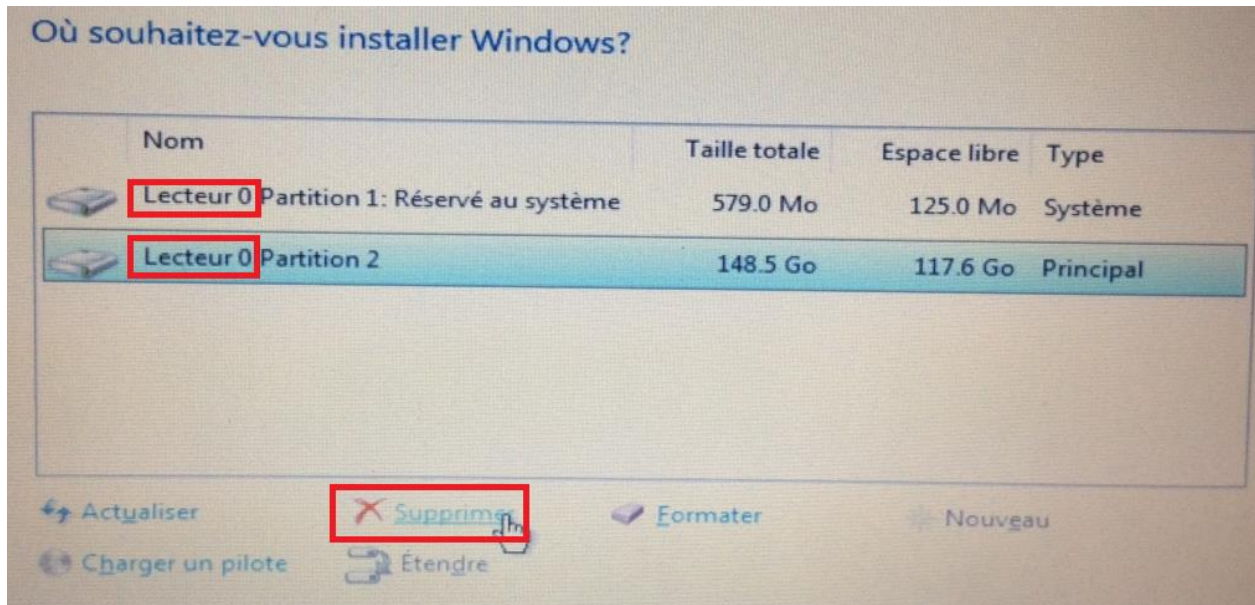 Où souhaitez-vous installer Windows?
Nom Taille totale Espace libre Type
Lecteur 0 Partition 1: Réservé au système 579.0 Mo 125.0 Mo Système
Lecteur 0 Partition 2 148.5 Go 117.6 Go Principal
Actualiser Supprimer Formater Nouveau
Charger un pilote Étendre